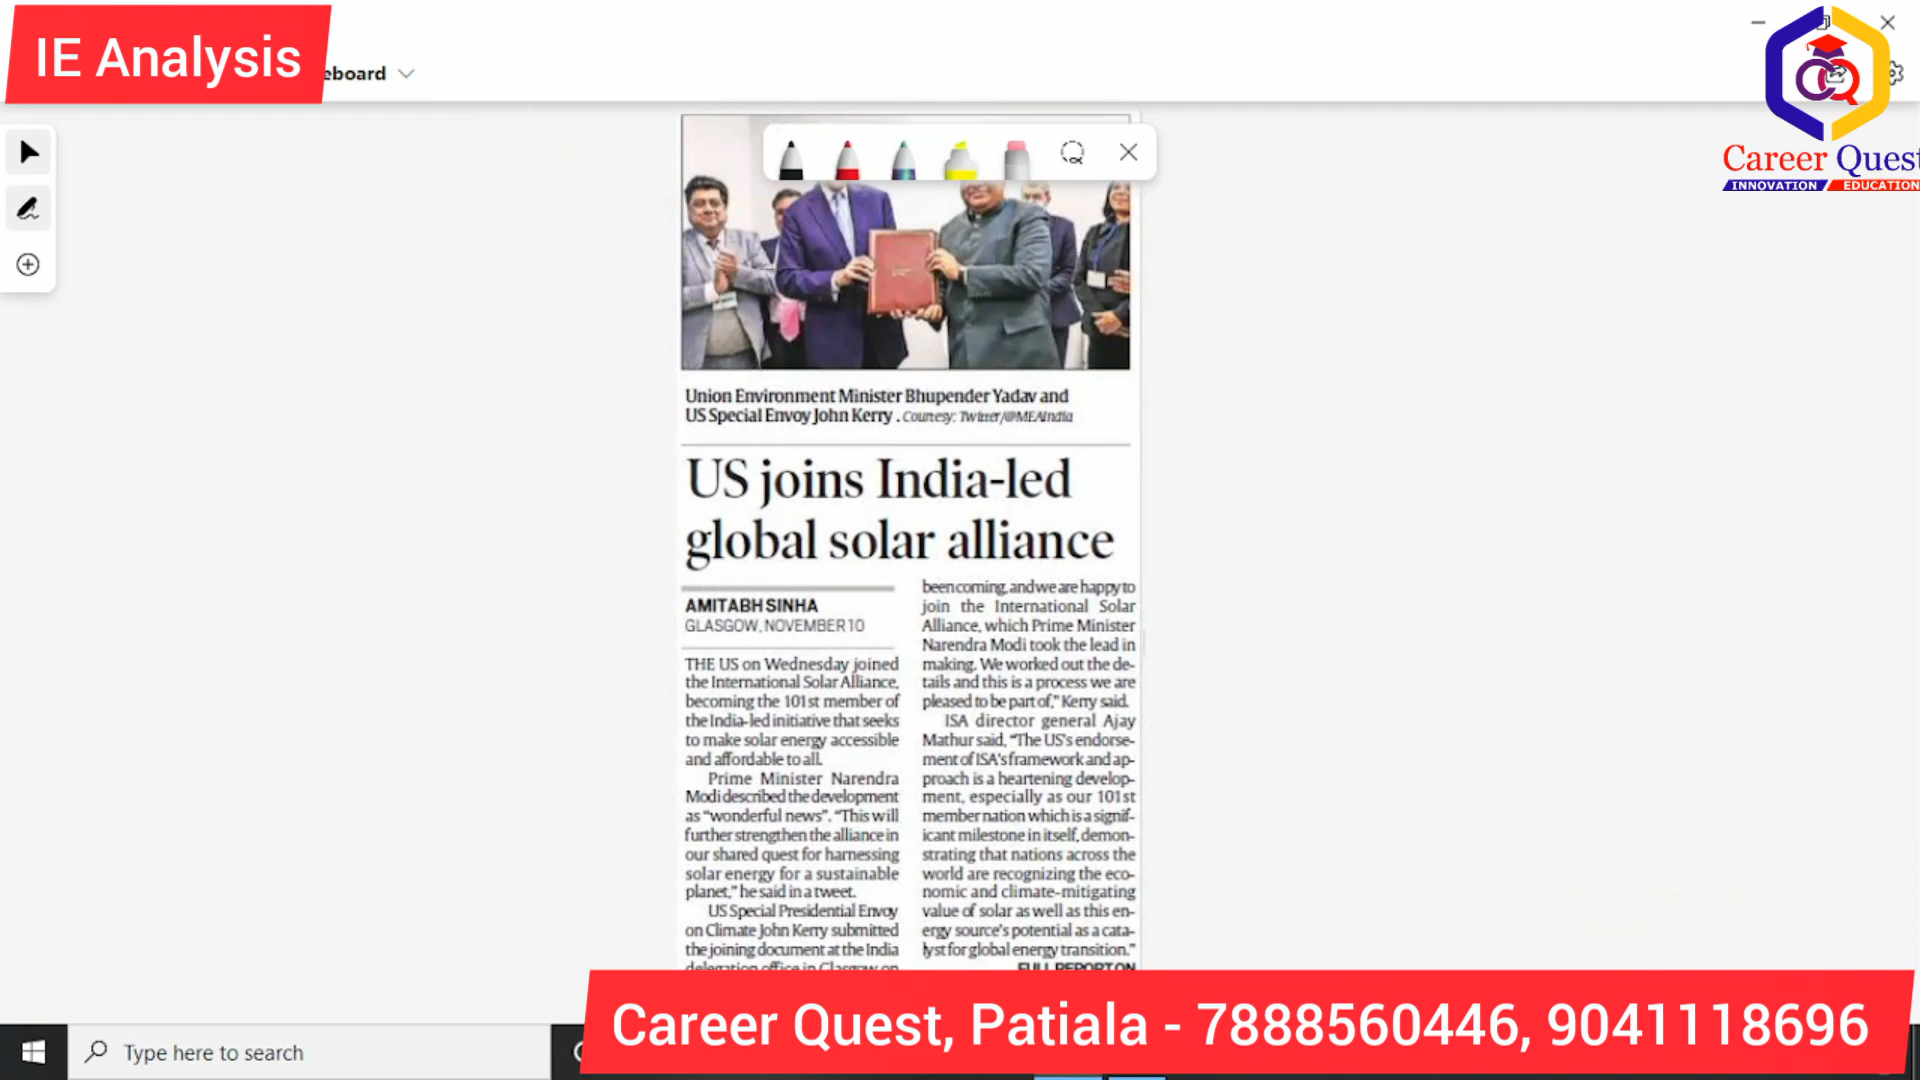 IE Analysis
eboard
Career Quest
INNOVATION EDUCATION
Union Environment Minister Bhupender Yadav and
US Special Envoy John Kerry. Courtesy: Twitter/@MEAIndia
US joins India-led
global solar alliance
AMITABH SINHA
GLASGOW, NOVEMBER 10
THE US on Wednesday joined
the International Solar Alliance,
becoming the 101st member of
the India-led initiative that seeks
to make solar energy accessible
and affordable to all.
Prime Minister Narendra
Modi described the development
as "wonderful news". "This will
further strengthen the alliance in
our shared quest for harnessing
solar energy for a sustainable
planet," he said in a tweet.
US Special Presidential Envoy
on Climate John Kerry submitted
the joining document at the India
delegation office in Glasgow on
been coming, and we are happy to
join the International Solar
Alliance, which Prime Minister
Narendra Modi took the lead in
making. We worked out the de-
tails and this is a process we are
pleased to be part of," Kerry said.
ISA director general Ajay
Mathur said, "The US's endorse-
ment of ISA's framework and ap-
proach is a heartening develop-
ment, especially as our 101st
member nation which is a signif-
icant milestone in itself, demon-
strating that nations across the
world are recognizing the eco-
nomic and climate-mitigating
value of solar as well as this en-
ergy source's potential as a cata-
lyst for global energy transition."
FULL REPORT ON
Career Quest, Patiala - 7888560446, 9041118696
Type here to search